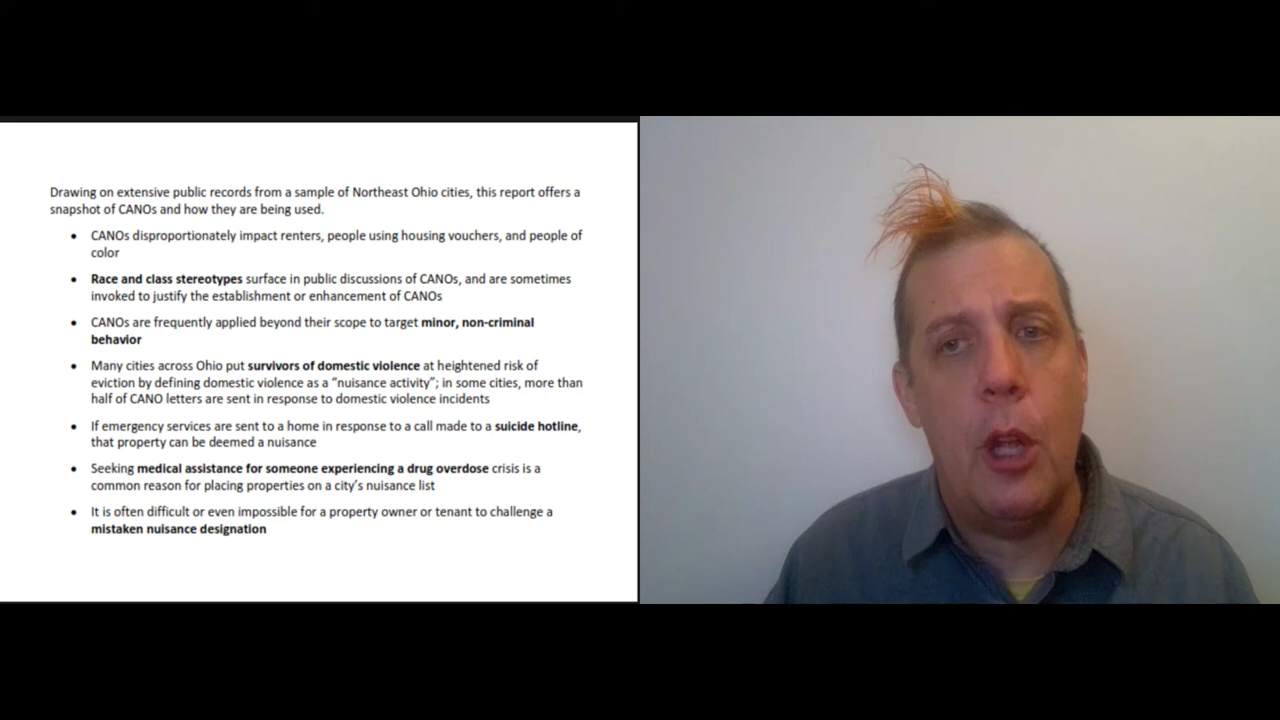 Drawing on extensive public records from a sample of Northeast Ohio cities, this report offers a
snapshot of CANOs and how they are being used.
• CANOs disproportionately impact renters, people using housing vouchers, and people of
color
• Race and class stereotypes surface in public discussions of CANOs, and are sometimes
invoked to justify the establishment or enhancement of CANOs
• CANOs are frequently applied beyond their scope to target minor, non-criminal
behavior
• Many cities across Ohio put survivors of domestic violence at heightened risk of
eviction by defining domestic violence as a “nuisance activity”; in some cities, more than
half of CANO letters are sent in response to domestic violence incidents
• If emergency services are sent to a home in response to a call made to a suicide hotline,
that property can be deemed a nuisance
• Seeking medical assistance for someone experiencing a drug overdose crisis is a
common reason for placing properties on a city’s nuisance list
• It is often difficult or even impossible for a property owner or tenant to challenge a
mistaken nuisance designation